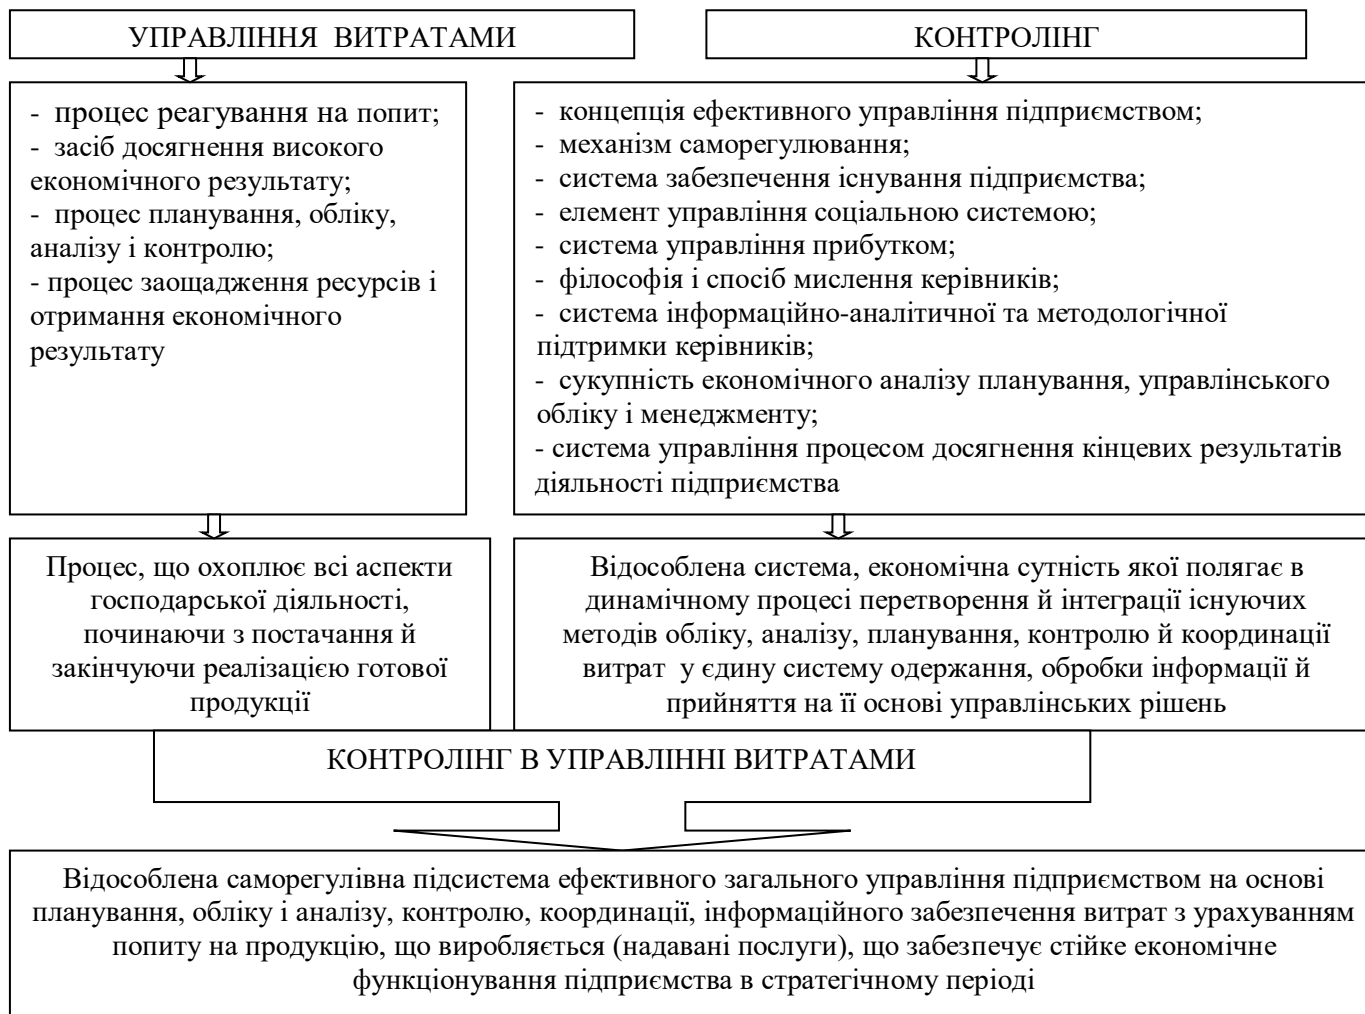 УПРАВЛІННЯ ВИТРАТАМИ
КОНТРОЛІНГ
- процес реагування на попит;
- засіб досягнення високого
економічного результату;
- процес планування, обліку,
аналізу і контролю;
- процес заощадження ресурсів і
отримання економічного
результату
- концепція ефективного управління підприємством;
- механізм саморегулювання;
- система забезпечення існування підприємства;
- елемент управління соціальною системою;
- система управління прибутком;
- філософія і спосіб мислення керівників;
- система інформаційно-аналітичної та методологічної
підтримки керівників;
- сукупність економічного аналізу планування, управлінського
обліку і менеджменту;
- система управління процесом досягнення кінцевих результатів
діяльності підприємства
Процес, що охоплює всі аспекти
господарської діяльності,
починаючи з постачання й
закінчуючи реалізацією готової
продукції
Відособлена система, економічна сутність якої полягає в
динамічному процесі перетворення й інтеграції існуючих
методів обліку, аналізу, планування, контролю й координації
витрат у єдину систему одержання, обробки інформації й
прийняття на її основі управлінських рішень
КОНТРОЛІНГ В УПРАВЛІННІ ВИТРАТАМИ
Відособлена саморегулівна підсистема ефективного загального управління підприємством на основі
планування, обліку і аналізу, контролю, координації, інформаційного забезпечення витрат з урахуванням
попиту на продукцію, що виробляється (надавані послуги), що забезпечує стійке економічне
функціонування підприємства в стратегічному періоді